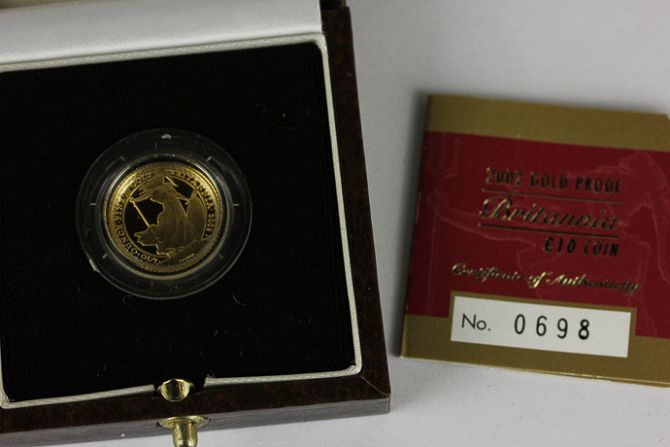 2002 GOLD PROOF
Britannia
£10 COIN
Certificate of Authenticity
No. 0698